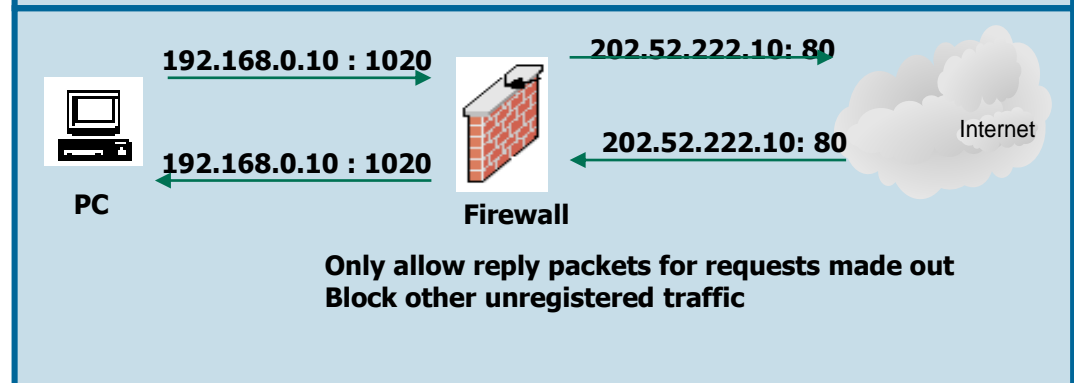 192.168.0.10 : 1020
202.52.222.10: 80
Internet
202.52.222.10: 80
192.168.0.10 : 1020
PC
Firewall
Only allow reply packets for requests made out
Block other unregistered traffic